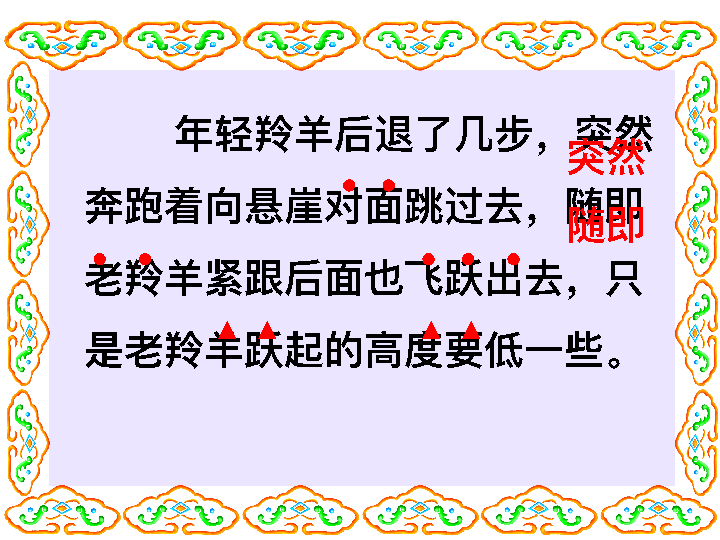 年轻羚羊后退了几步，突然
突然
奔跑着向悬崖对面跳过去，随即
随即
老羚羊紧跟后面也飞跃出去，只
是老羚羊跃起的高度要低一些。